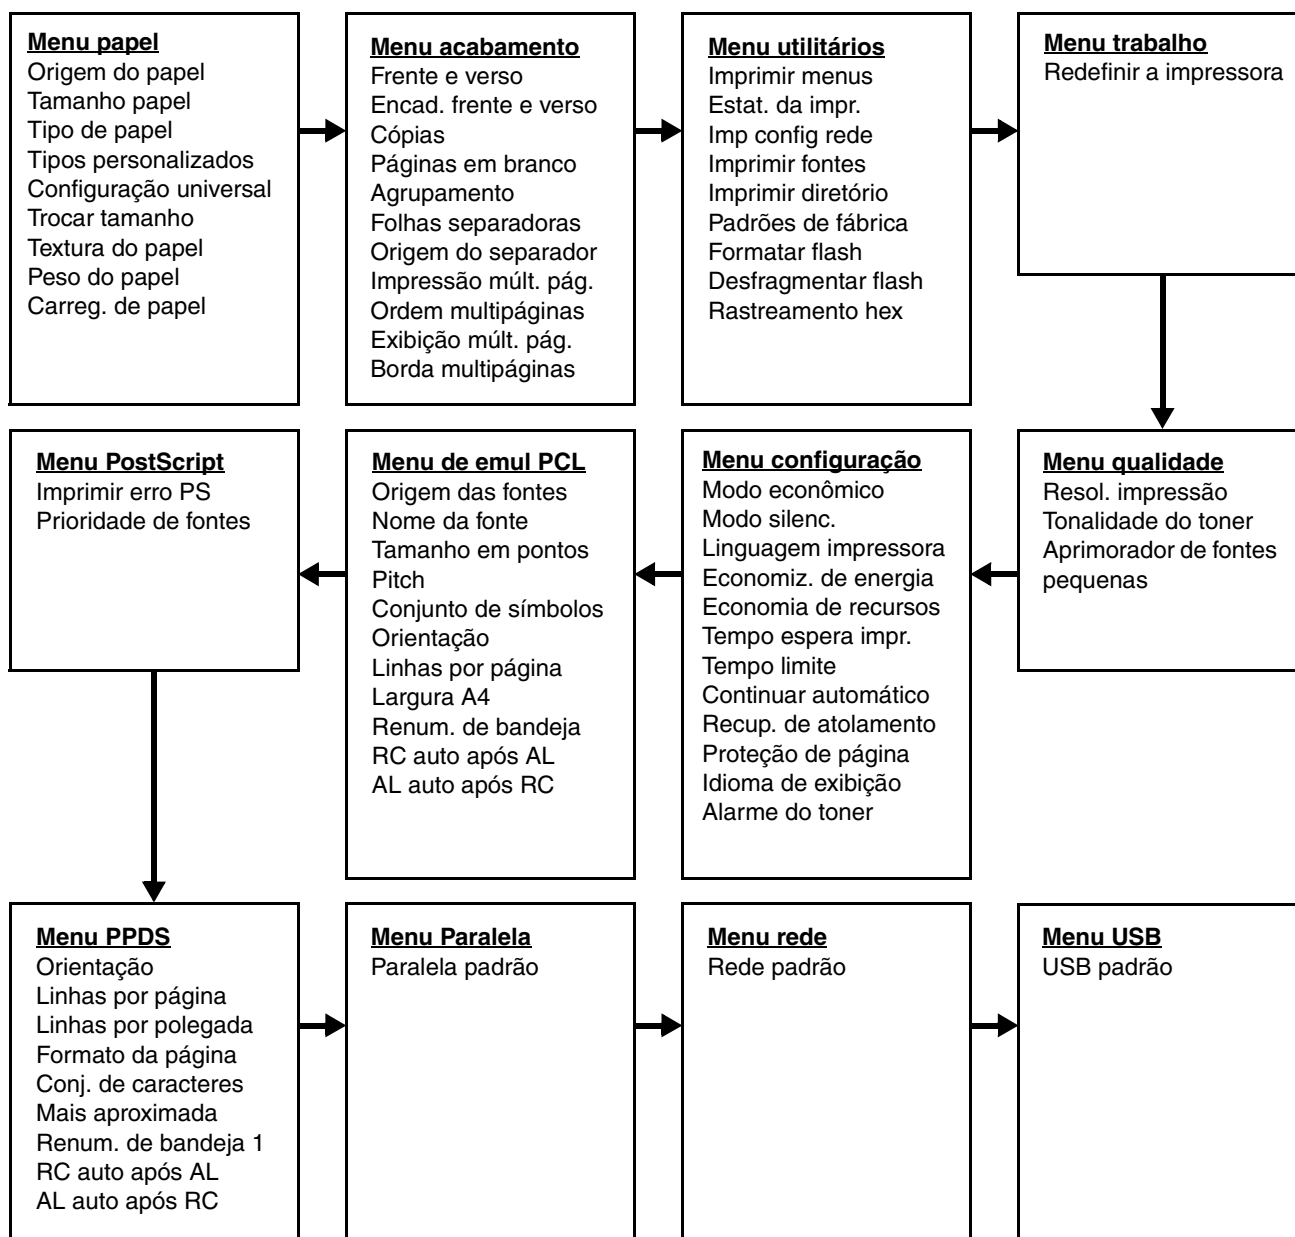 Menu papel
Origem do papel
Tamanho papel
Tipo de papel
Tipos personalizados
Configuração universal
Trocar tamanho
Textura do papel
Peso do papel
Carreg. de papel
Menu acabamento
Frente e verso
Encad. frente e verso
Cópias
Páginas em branco
Agrupamento
Folhas separadoras
Origem do separador
Impressão múlt. pág.
Ordem multipáginas
Exibição múlt. pág.
Borda multipáginas
Menu utilitários
Imprimir menus
Estat. da impr.
Imp config rede
Imprimir fontes
Imprimir diretório
Padrões de fábrica
Formatar flash
Desfragmentar flash
Rastreamento hex
Menu trabalho
Redefinir a impressora
Menu PostScript
Imprimir erro PS
Prioridade de fontes
Menu de emul PCL
Origem das fontes
Nome da fonte
Tamanho em pontos
Pitch
Conjunto de símbolos
Orientação
Linhas por página
Largura A4
Renum. de bandeja
RC auto após AL
AL auto após RC
Menu configuração
Modo econômico
Modo silenc.
Linguagem impressora
Economiz. de energia
Economia de recursos
Tempo espera impr.
Tempo limite
Continuar automático
Recup. de atolamento
Proteção de página
Idioma de exibição
Alarme do toner
Menu qualidade
Resol. impressão
Tonalidade do toner
Aprimorador de fontes
pequenas
Menu PPDS
Orientação
Linhas por página
Linhas por polegada
Formato da página
Conj. de caracteres
Mais aproximada
Renum. de bandeja 1
RC auto após AL
AL auto após RC
Menu Paralela
Paralela padrão
Menu rede
Rede padrão
Menu USB
USB padrão